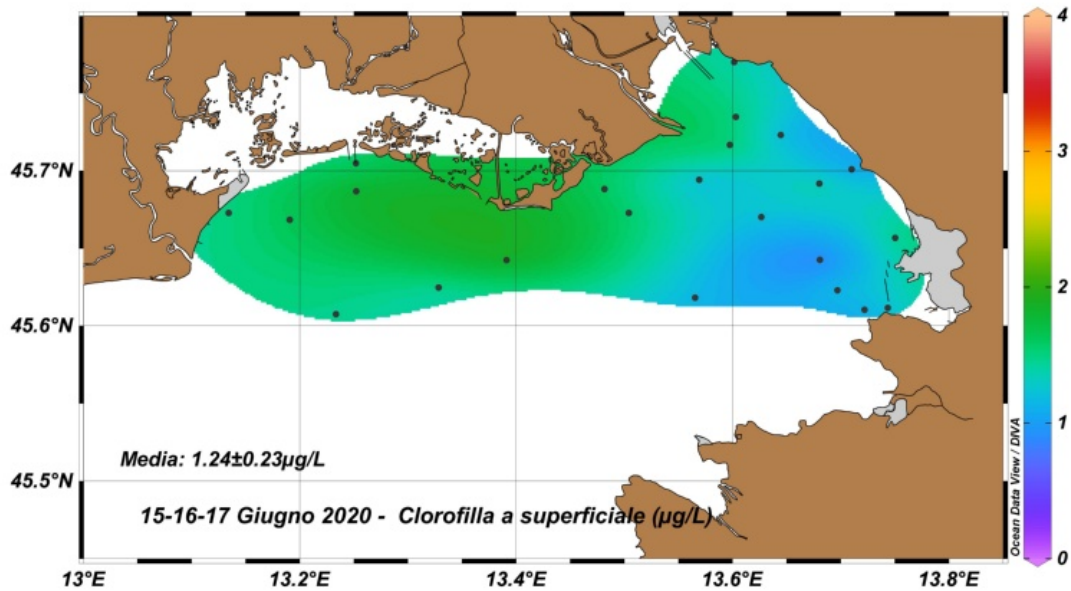 4
3
2
1
0
45.7°N
45.6°N
45.5°N
Media: 1.24±0.23µg/L
15-16-17 Giugno 2020 - Clorofilla a superficiale (µg/L)
13°E
13.2°E
13.4°E
13.6°E
13.8°E
Ocean Data View / DIVA